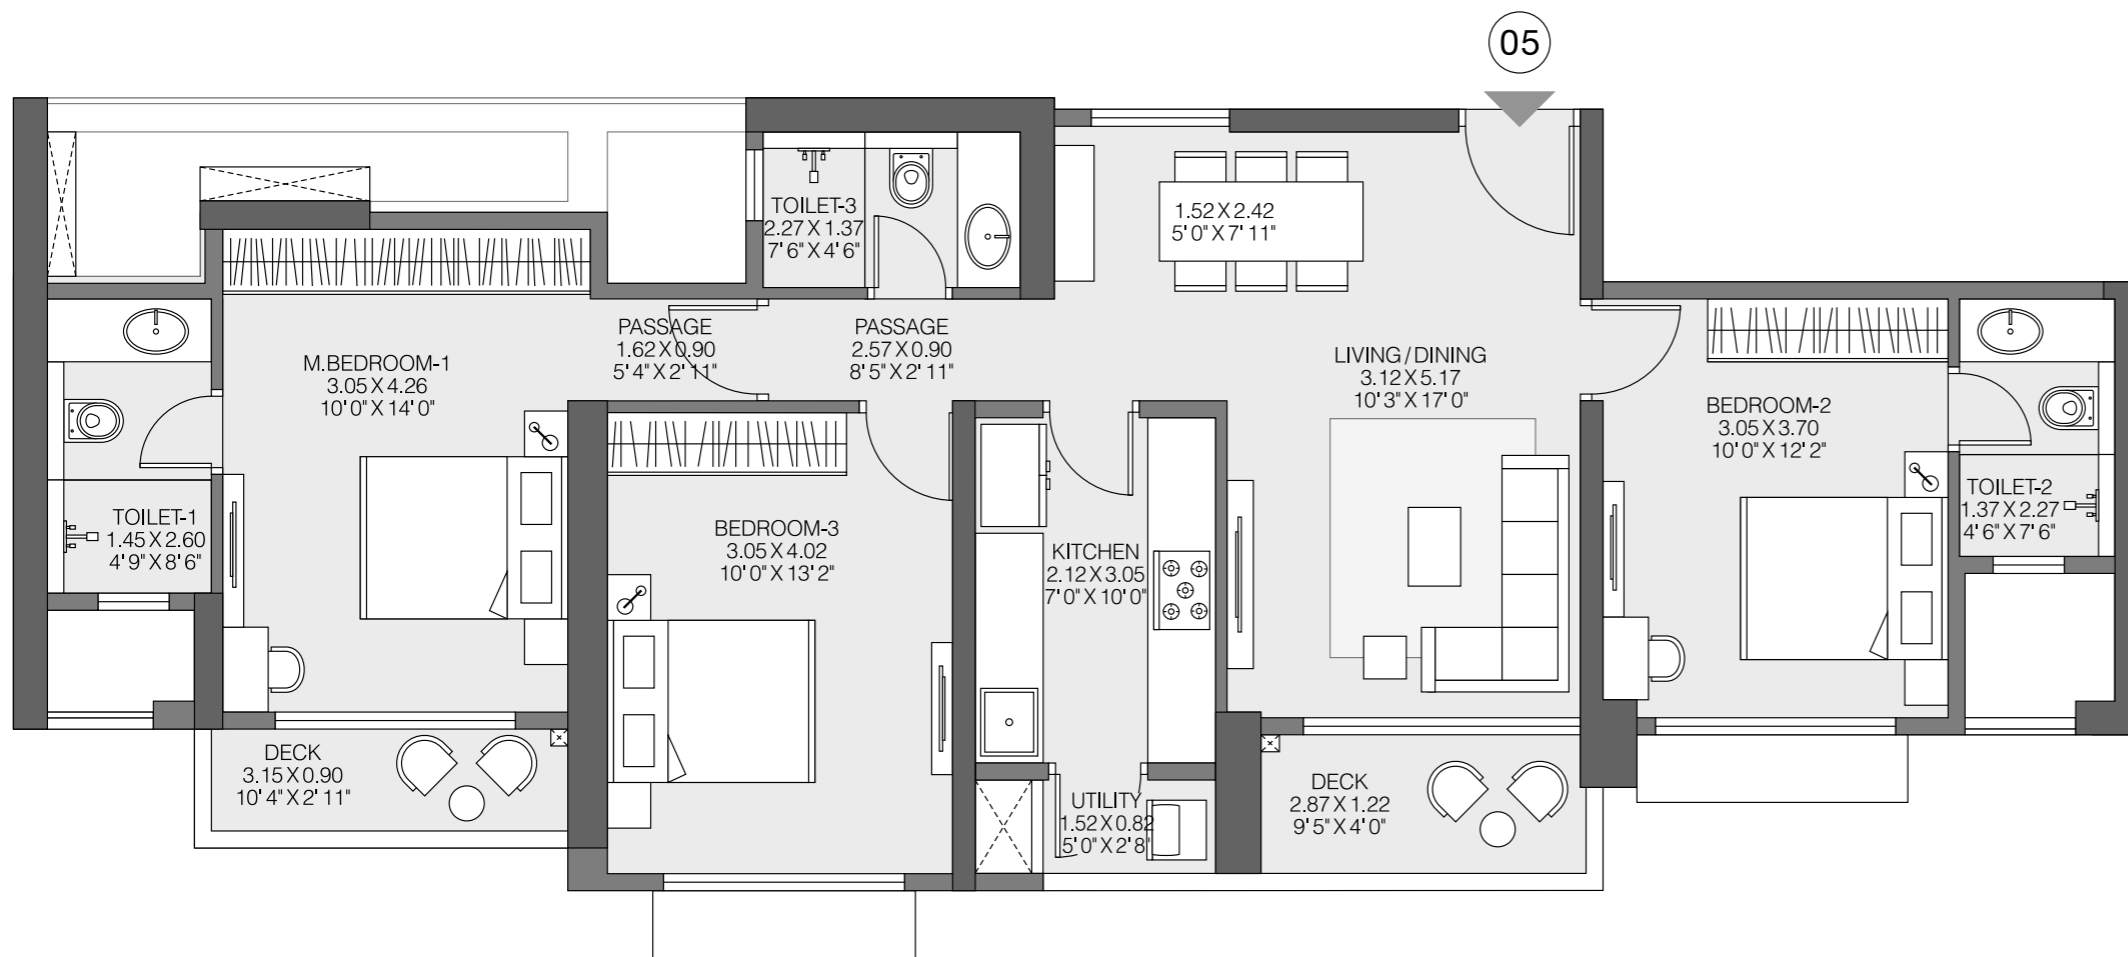 05
TOILET-3
2.27 X 1.37
7'6" X 4'6"
1.52 X 2.42
5'0" X 7'11"
M.BEDROOM-1
3.05 X 4.26
10'0" X 14'0"
PASSAGE
1.62 X 0.90
5'4" X 2'11"
PASSAGE
2.57 X 0.90
8'5" X 2'11"
LIVING/DINING
3.12 X 5.17
10'3" X 17'0"
BEDROOM-2
3.05 X 3.70
10'0" X 12'2"
TOILET-1
1.45 X 2.60
4'9" X 8'6"
BEDROOM-3
3.05 X 4.02
10'0" X 13'2"
KITCHEN
2.12 X 3.05
7'0" X 10'0"
TOILET-2
1.37 X 2.27
4'6" X 7'6"
DECK
3.15 X 0.90
10'4" X 2'11"
UTILITY
1.52 X 0.82
5'0" X 2'8"
DECK
2.87 X 1.22
9'5" X 4'0"